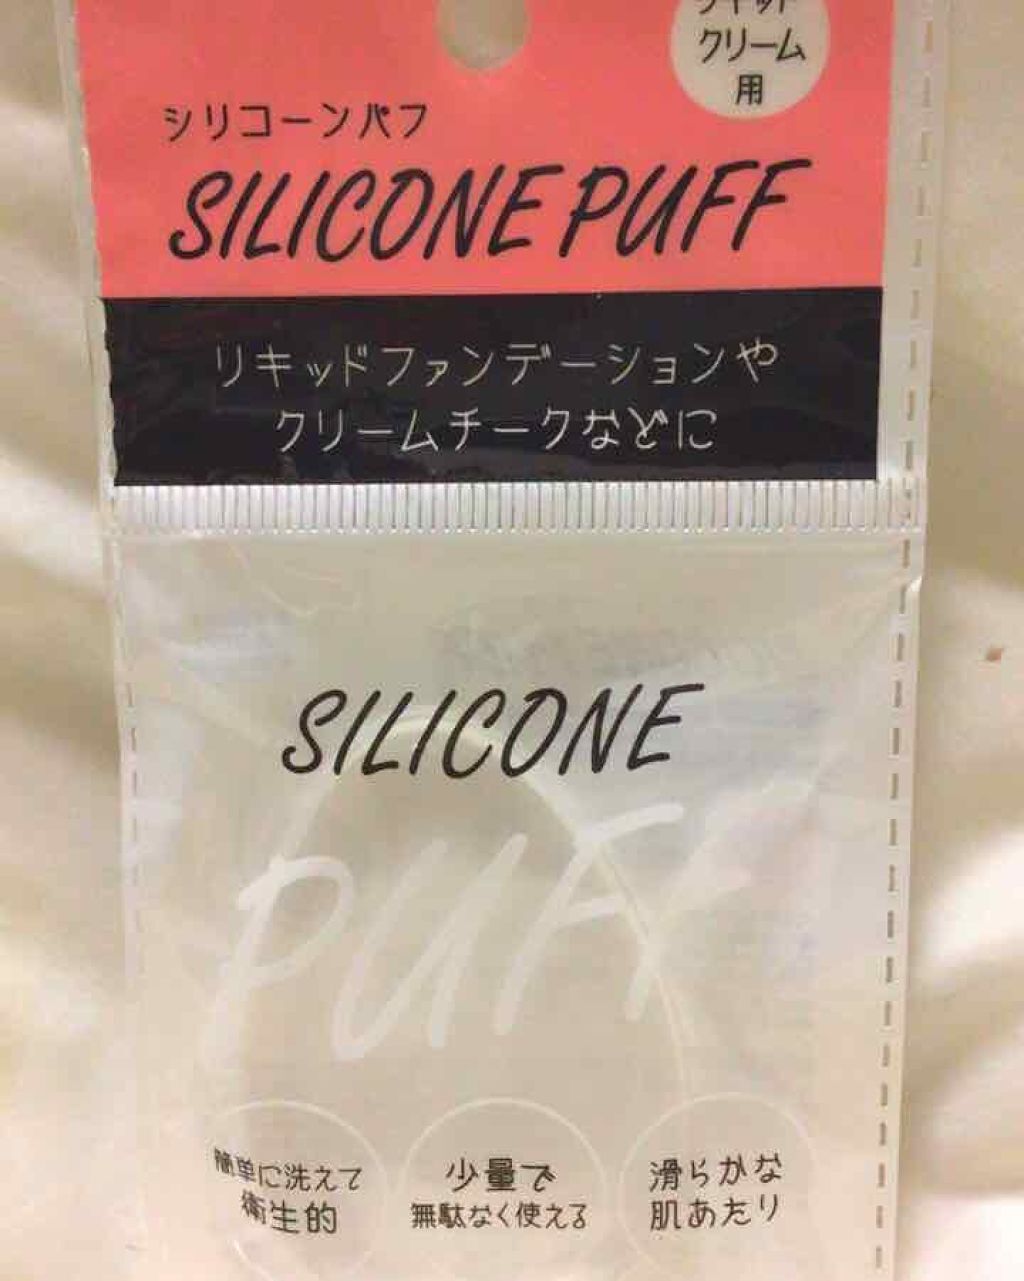 クリーム
用
シリコーンパフ
SILICONE PUFF
リキッドファンデーションや
クリームチークなどに
SILICONE
PUFF
簡単に洗えて
衛生的
少量で
無駄なく使える
滑らかな
肌あたり